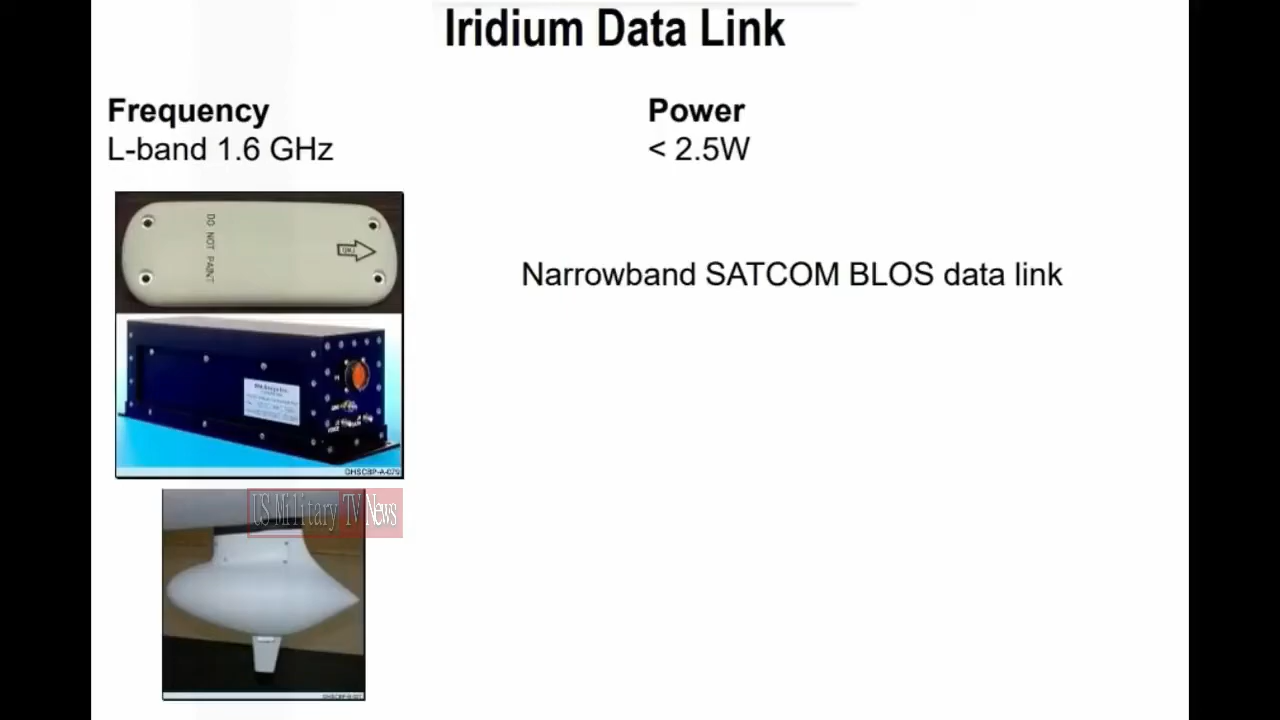 Iridium Data Link
Frequency
L-band 1.6 GHz
Power
< 2.5W
DO NOT PAINT
FWD
Narrowband SATCOM BLOS data link
US Military TV News